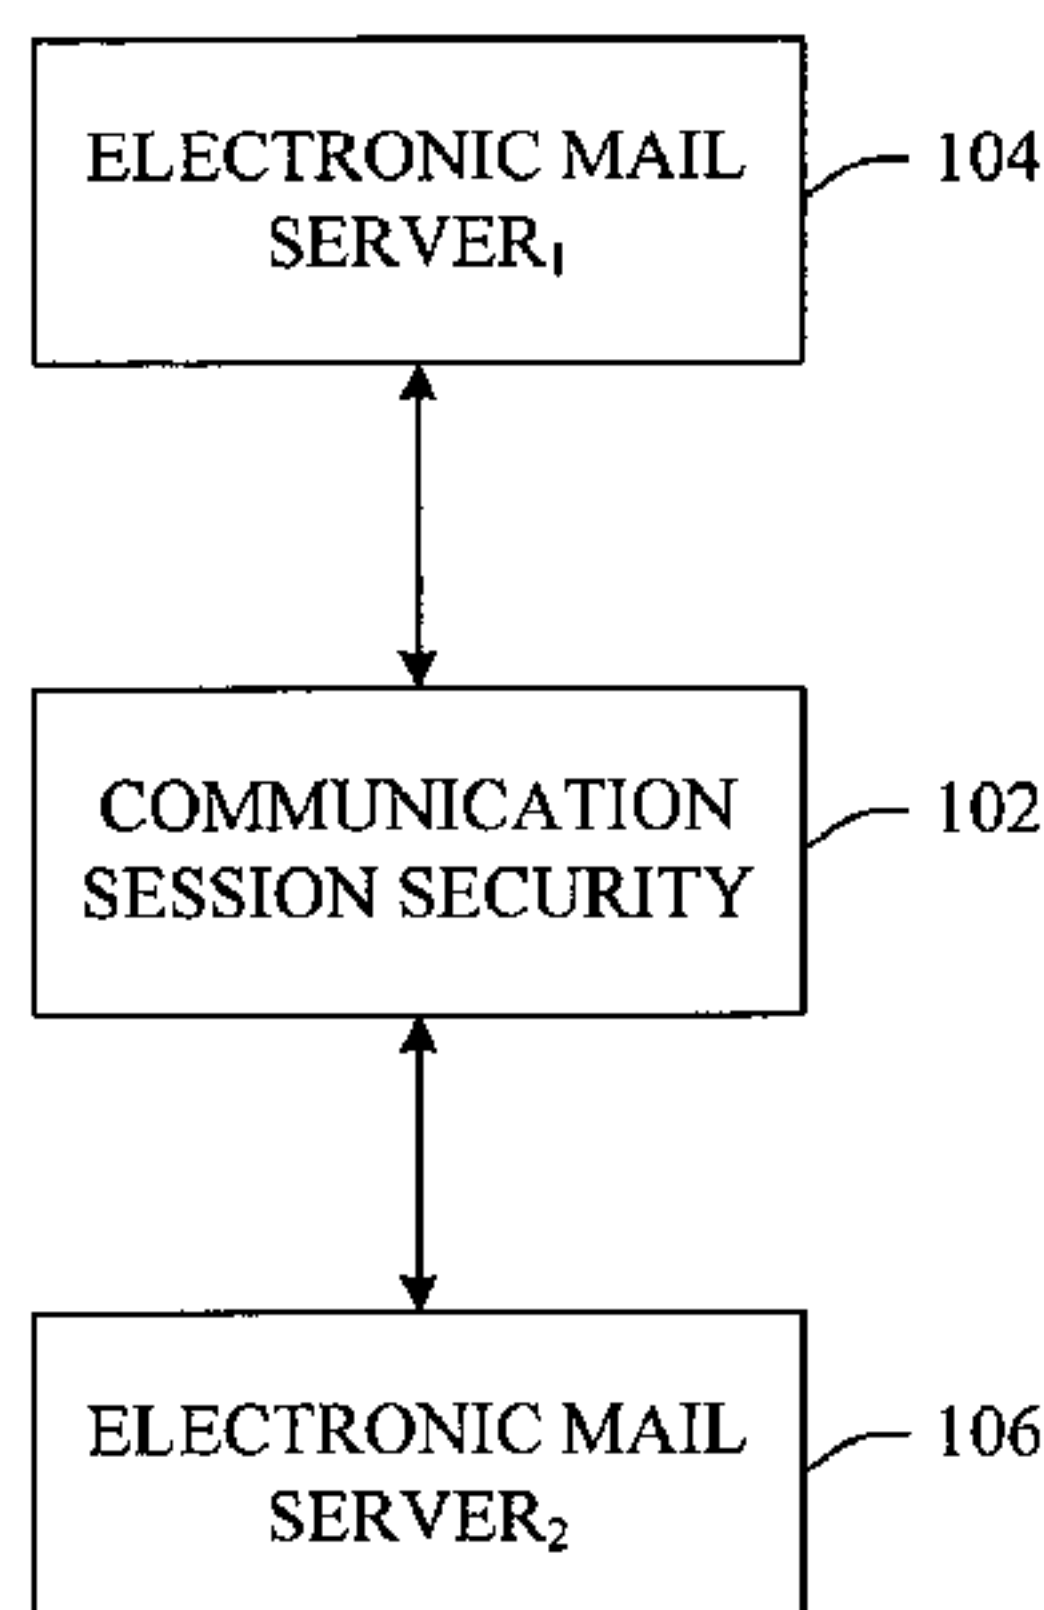 ELECTRONIC MAIL
SERVER₁
104
COMMUNICATION
SESSION SECURITY
102
ELECTRONIC MAIL
SERVER₂
106